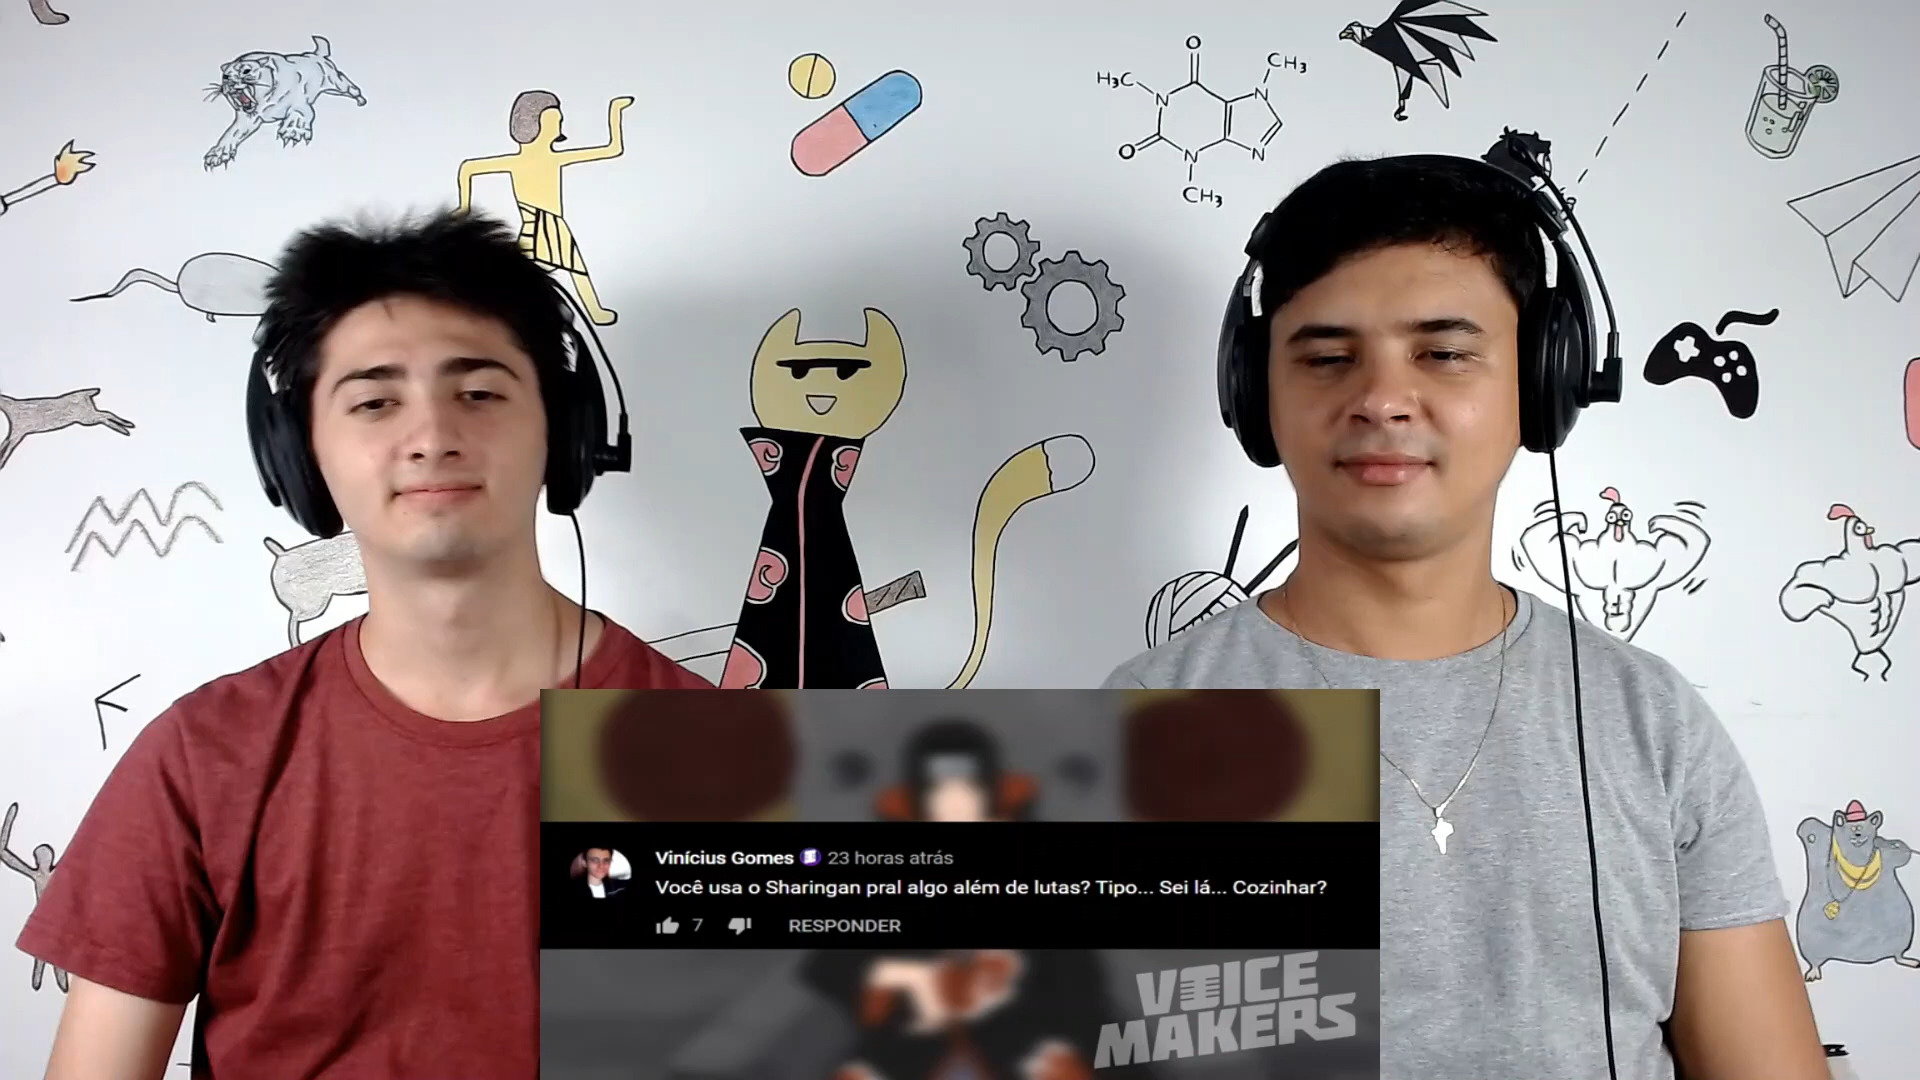 H₃C
O
CH₃
N
N
O
N
N
CH₃
Vinícius Gomes 23 horas atrás
Você usa o Sharingan pral algo além de lutas? Tipo... Sei lá... Cozinhar?
7 RESPONDER
VOICE
MAKERS